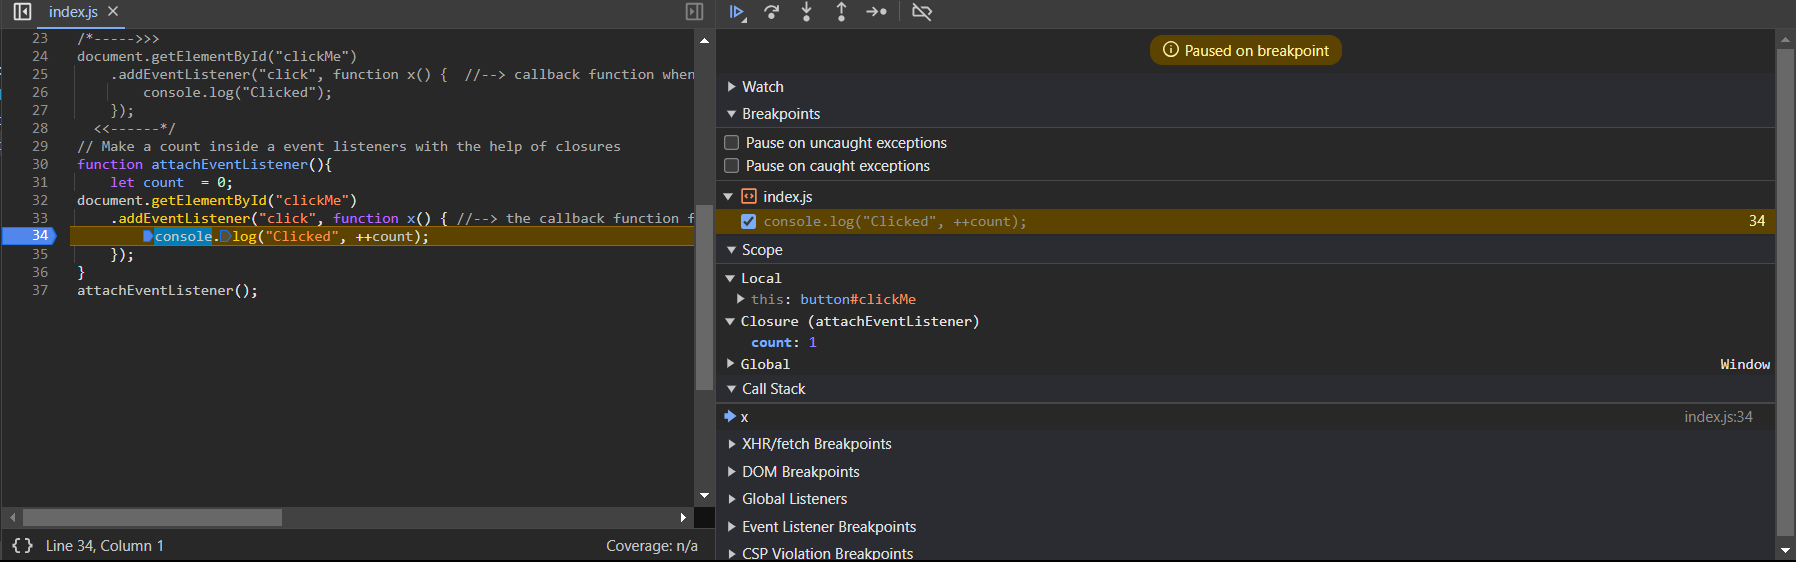 index.js ×
23 /*----->>>
24 document.getElementById("clickMe")
25 .addEventListener("click", function x() { //--> callback function when
26 console.log("Clicked");
27 });
28 <<------*/
29 // Make a count inside a event listeners with the help of closures
30 function attachEventListener(){
31 let count = 0;
32 document.getElementById("clickMe")
33 .addEventListener("click", function x() { //--> the callback function f
34 console.log("Clicked", ++count);
35 });
36 }
37 attachEventListener();
{} Line 34, Column 1
Coverage: n/a
Paused on breakpoint
Watch
Breakpoints
Pause on uncaught exceptions
Pause on caught exceptions
index.js
console.log("Clicked", ++count); 34
Scope
Local
this: button#clickMe
Closure (attachEventListener)
count: 1
Global Window
Call Stack
x index.js:34
XHR/fetch Breakpoints
DOM Breakpoints
Global Listeners
Event Listener Breakpoints
CSP Violation Breakpoints